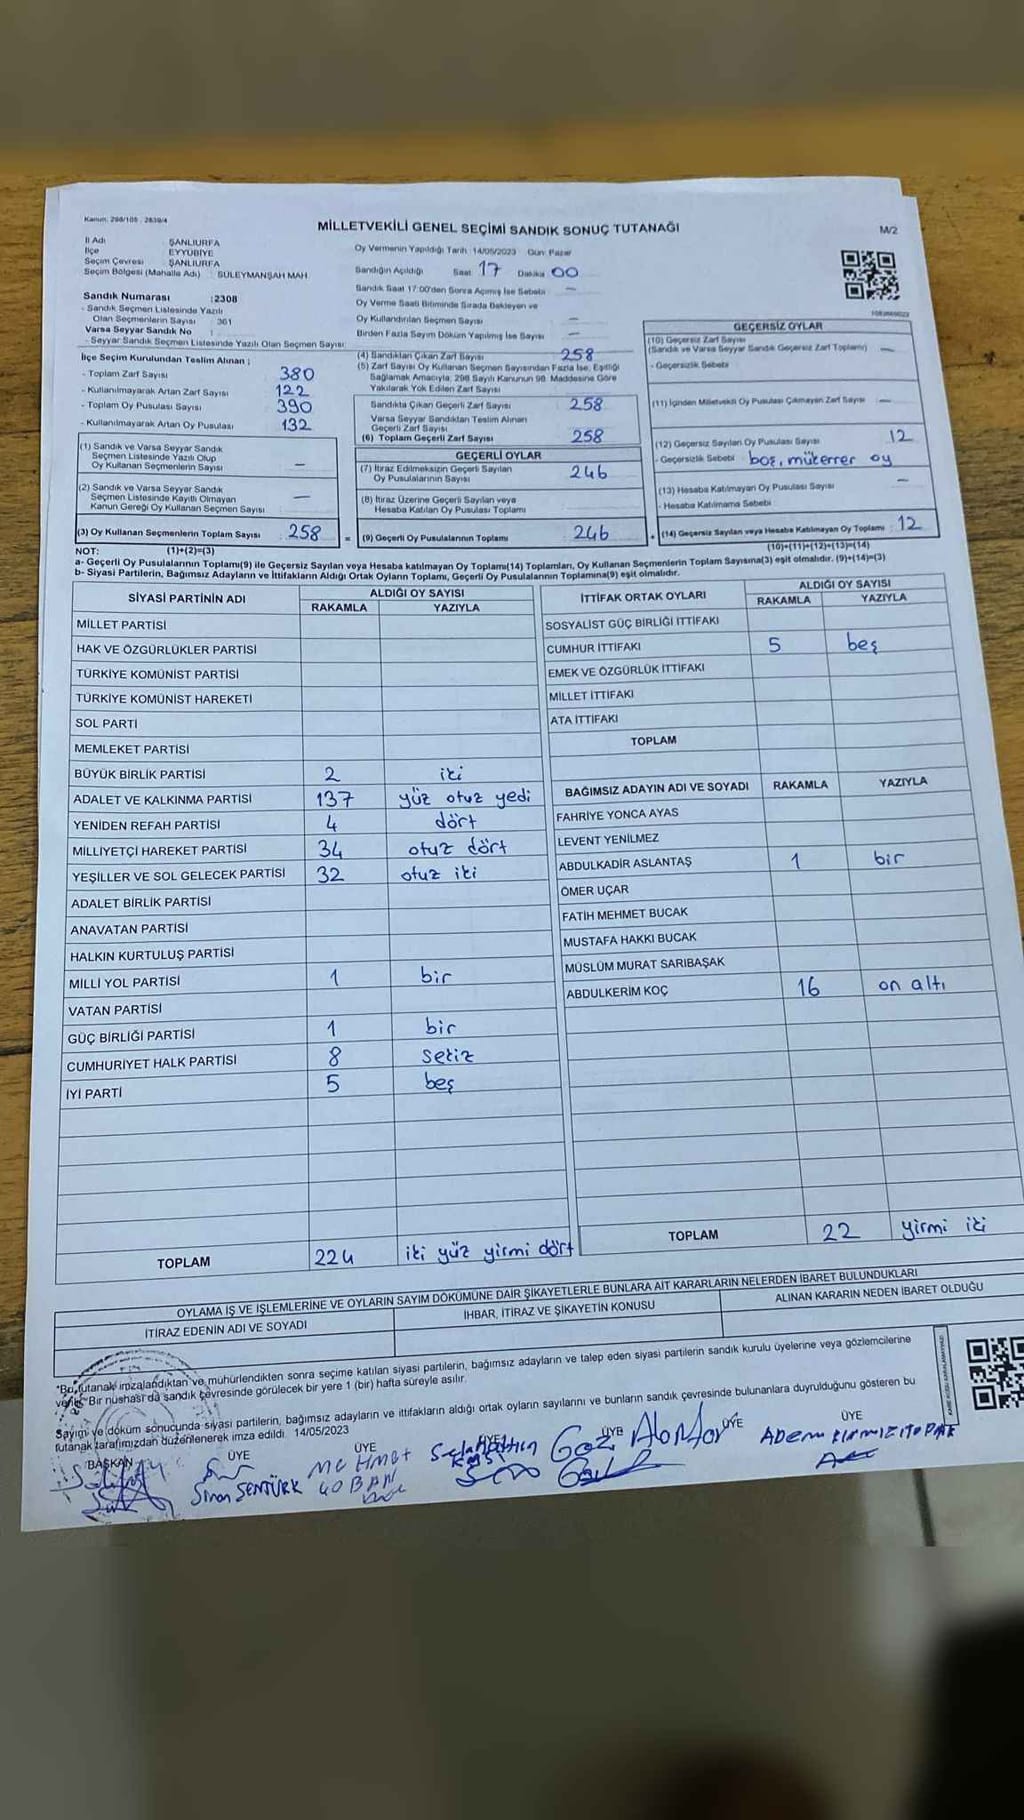 Kanun: 298/105 - 2839/4
MİLLETVEKİLİ GENEL SEÇİMİ SANDIK SONUÇ TUTANAĞI
M/2
İl Adı : ŞANLIURFA
İlçe : EYYÜBİYE
Seçim Çevresi : ŞANLIURFA
Seçim Bölgesi (Mahalle Adı) : SÜLEYMANŞAH MAH
Oy Vermenin Yapıldığı Tarih: 14/05/2023 Gün: Pazar
Sandığın Açıldığı Saat 17 Dakika 00
Sandık Saat 17:00'den Sonra Açılmış İse Sebebi —
Oy Verme Saati Bitiminde Sırada Bekleyen ve
Oy Kullandırılan Seçmen Sayısı —
Birden Fazla Sayım Döküm Yapılmış İse Sayısı —
Sandık Numarası : 2308
- Sandık Seçmen Listesinde Yazılı
Olan Seçmenlerin Sayısı : 361
Varsa Seyyar Sandık No :
- Seyyar Sandık Seçmen Listesinde Yazılı Olan Seçmen Sayısı:
İlçe Seçim Kurulundan Teslim Alınan ;
- Toplam Zarf Sayısı 380
- Kullanılmayarak Artan Zarf Sayısı 122
- Toplam Oy Pusulası Sayısı 390
- Kullanılmayarak Artan Oy Pusulası 132
(1) Sandık ve Varsa Seyyar Sandık
Seçmen Listesinde Yazılı Olup
Oy Kullanan Seçmenlerin Sayısı —
(2) Sandık ve Varsa Seyyar Sandık
Seçmen Listesinde Kayıtlı Olmayan
Kanun Gereği Oy Kullanan Seçmen Sayısı —
(3) Oy Kullanan Seçmenlerin Toplam Sayısı 258
(4) Sandıktan Çıkan Zarf Sayısı 258
(5) Zarf Sayısı Oy Kullanan Seçmen Sayısından Fazla İse, Eşitliği
Sağlamak Amacıyla, 298 Sayılı Kanunun 98. Maddesine Göre
Yakılarak Yok Edilen Zarf Sayısı —
Sandıkta Çıkan Geçerli Zarf Sayısı 258
Varsa Seyyar Sandıktan Teslim Alınan
Geçerli Zarf Sayısı
(6) Toplam Geçerli Zarf Sayısı 258
GEÇERLİ OYLAR
(7) İtiraz Edilmeksizin Geçerli Sayılan
Oy Pusulalarının Sayısı 246
(8) İtiraz Üzerine Geçerli Sayılan veya
Hesaba Katılan Oy Pusulası Toplamı —
= (9) Geçerli Oy Pusulalarının Toplamı 246
GEÇERSİZ OYLAR
(10) Geçersiz Zarf Sayısı
(Sandık ve Varsa Seyyar Sandık Geçersiz Zarf Toplamı) —
- Geçersizlik Sebebi
(11) İçinden Milletvekili Oy Pusulası Çıkmayan Zarf Sayısı —
(12) Geçersiz Sayılan Oy Pusulası Sayısı 12
- Geçersizlik Sebebi boş, mükerrer oy
(13) Hesaba Katılmayan Oy Pusulası Sayısı —
- Hesaba Katılmama Sebebi
+ (14) Geçersiz Sayılan veya Hesaba Katılmayan Oy Toplamı 12
NOT: (1)+(2)=(3)
(10)+(11)+(12)+(13)=(14)
a- Geçerli Oy Pusulalarının Toplamı(9) ile Geçersiz Sayılan veya Hesaba katılmayan Oy Toplamı(14) Toplamları, Oy Kullanan Seçmenlerin Toplam Sayısına(3) eşit olmalıdır. (9)+(14)=(3)
b- Siyasi Partilerin, Bağımsız Adayların ve İttifakların Aldığı Ortak Oyların Toplamı, Geçerli Oy Pusulalarının Toplamına(9) eşit olmalıdır.
SİYASİ PARTİNİN ADI ALDIĞI OY SAYISI
RAKAMLA YAZIYLA
MİLLET PARTİSİ
HAK VE ÖZGÜRLÜKLER PARTİSİ
TÜRKİYE KOMÜNİST PARTİSİ
TÜRKİYE KOMÜNİST HAREKETİ
SOL PARTİ
MEMLEKET PARTİSİ
BÜYÜK BİRLİK PARTİSİ 2 iki
ADALET VE KALKINMA PARTİSİ 137 yüz otuz yedi
YENİDEN REFAH PARTİSİ 4 dört
MİLLİYETÇİ HAREKET PARTİSİ 34 otuz dört
YEŞİLLER VE SOL GELECEK PARTİSİ 32 otuz iki
ADALET BİRLİK PARTİSİ
ANAVATAN PARTİSİ
HALKIN KURTULUŞ PARTİSİ
MİLLİ YOL PARTİSİ 1 bir
VATAN PARTİSİ
GÜÇ BİRLİĞİ PARTİSİ 1 bir
CUMHURİYET HALK PARTİSİ 8 sekiz
İYİ PARTİ 5 beş
TOPLAM 224 iki yüz yirmi dört
İTTİFAK ORTAK OYLARI ALDIĞI OY SAYISI
RAKAMLA YAZIYLA
SOSYALİST GÜÇ BİRLİĞİ İTTİFAKI
CUMHUR İTTİFAKI 5 beş
EMEK VE ÖZGÜRLÜK İTTİFAKI
MİLLET İTTİFAKI
ATA İTTİFAKI
TOPLAM
BAĞIMSIZ ADAYIN ADI VE SOYADI RAKAMLA YAZIYLA
FAHRİYE YONCA AYAS
LEVENT YENİLMEZ
ABDULKADİR ASLANTAŞ 1 bir
ÖMER UÇAR
FATİH MEHMET BUCAK
MUSTAFA HAKKI BUCAK
MÜSLÜM MURAT SARIBAŞAK
ABDULKERİM KOÇ 16 on altı
TOPLAM 22 yirmi iki
OYLAMA İŞ VE İŞLEMLERİNE VE OYLARIN SAYIM DÖKÜMÜNE DAİR ŞİKAYETLERLE BUNLARA AİT KARARLARIN NELERDEN İBARET BULUNDUKLARI
İTİRAZ EDENİN ADI VE SOYADI İHBAR, İTİRAZ VE ŞİKAYETİN KONUSU ALINAN KARARIN NEDEN İBARET OLDUĞU
*Bu tutanak imzalandıktan ve mühürlendikten sonra seçime katılan siyasi partilerin, bağımsız adayların ve talep eden siyasi partilerin sandık kurulu üyelerine veya gözlemcilerine
verilir. Bir nüshası da sandık çevresinde görülecek bir yere 1 (bir) hafta süreyle asılır.
Sayım ve döküm sonucunda siyasi partilerin, bağımsız adayların ve ittifakların aldığı ortak oyların sayılarını ve bunların sandık çevresinde bulunanlara duyrulduğunu gösteren bu
tutanak tarafımızdan düzenlenerek imza edildi. 14/05/2023
BAŞKAN ÜYE ÜYE ÜYE ÜYE ÜYE ÜYE
Sinan ŞENTÜRK Mehmet ÇOBAN Adem KIRMIZITOPRAK